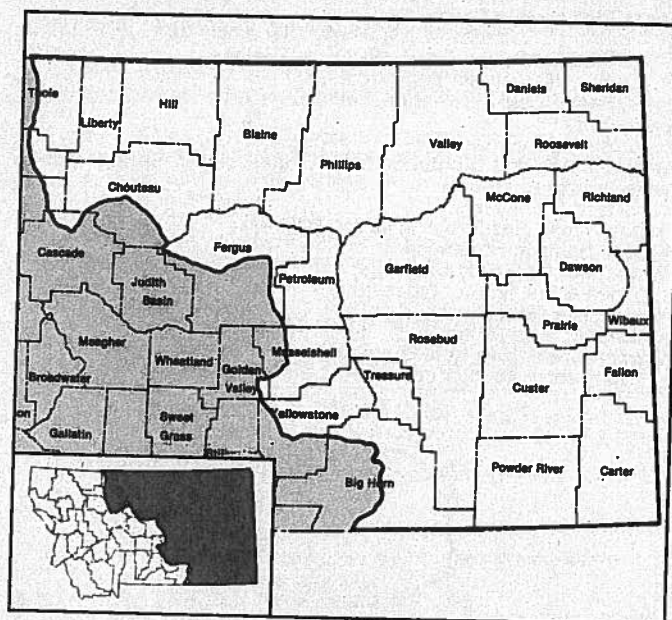 Daniels
Sheridan
Toole
Hill
Liberty
Blaine
Valley
Roosevelt
Phillips
Chouteau
McCone
Richland
Cascade
Fergus
Garfield
Dawson
Petroleum
Judith
Basin
Prairie
Wibaux
Meagher
Wheatland
Golden
Valley
Musselshell
Rosebud
Treasure
Fallon
Broadwater
Custer
on
Gallatin
Sweet
Grass
Yellowstone
Powder River
Carter
Big Horn